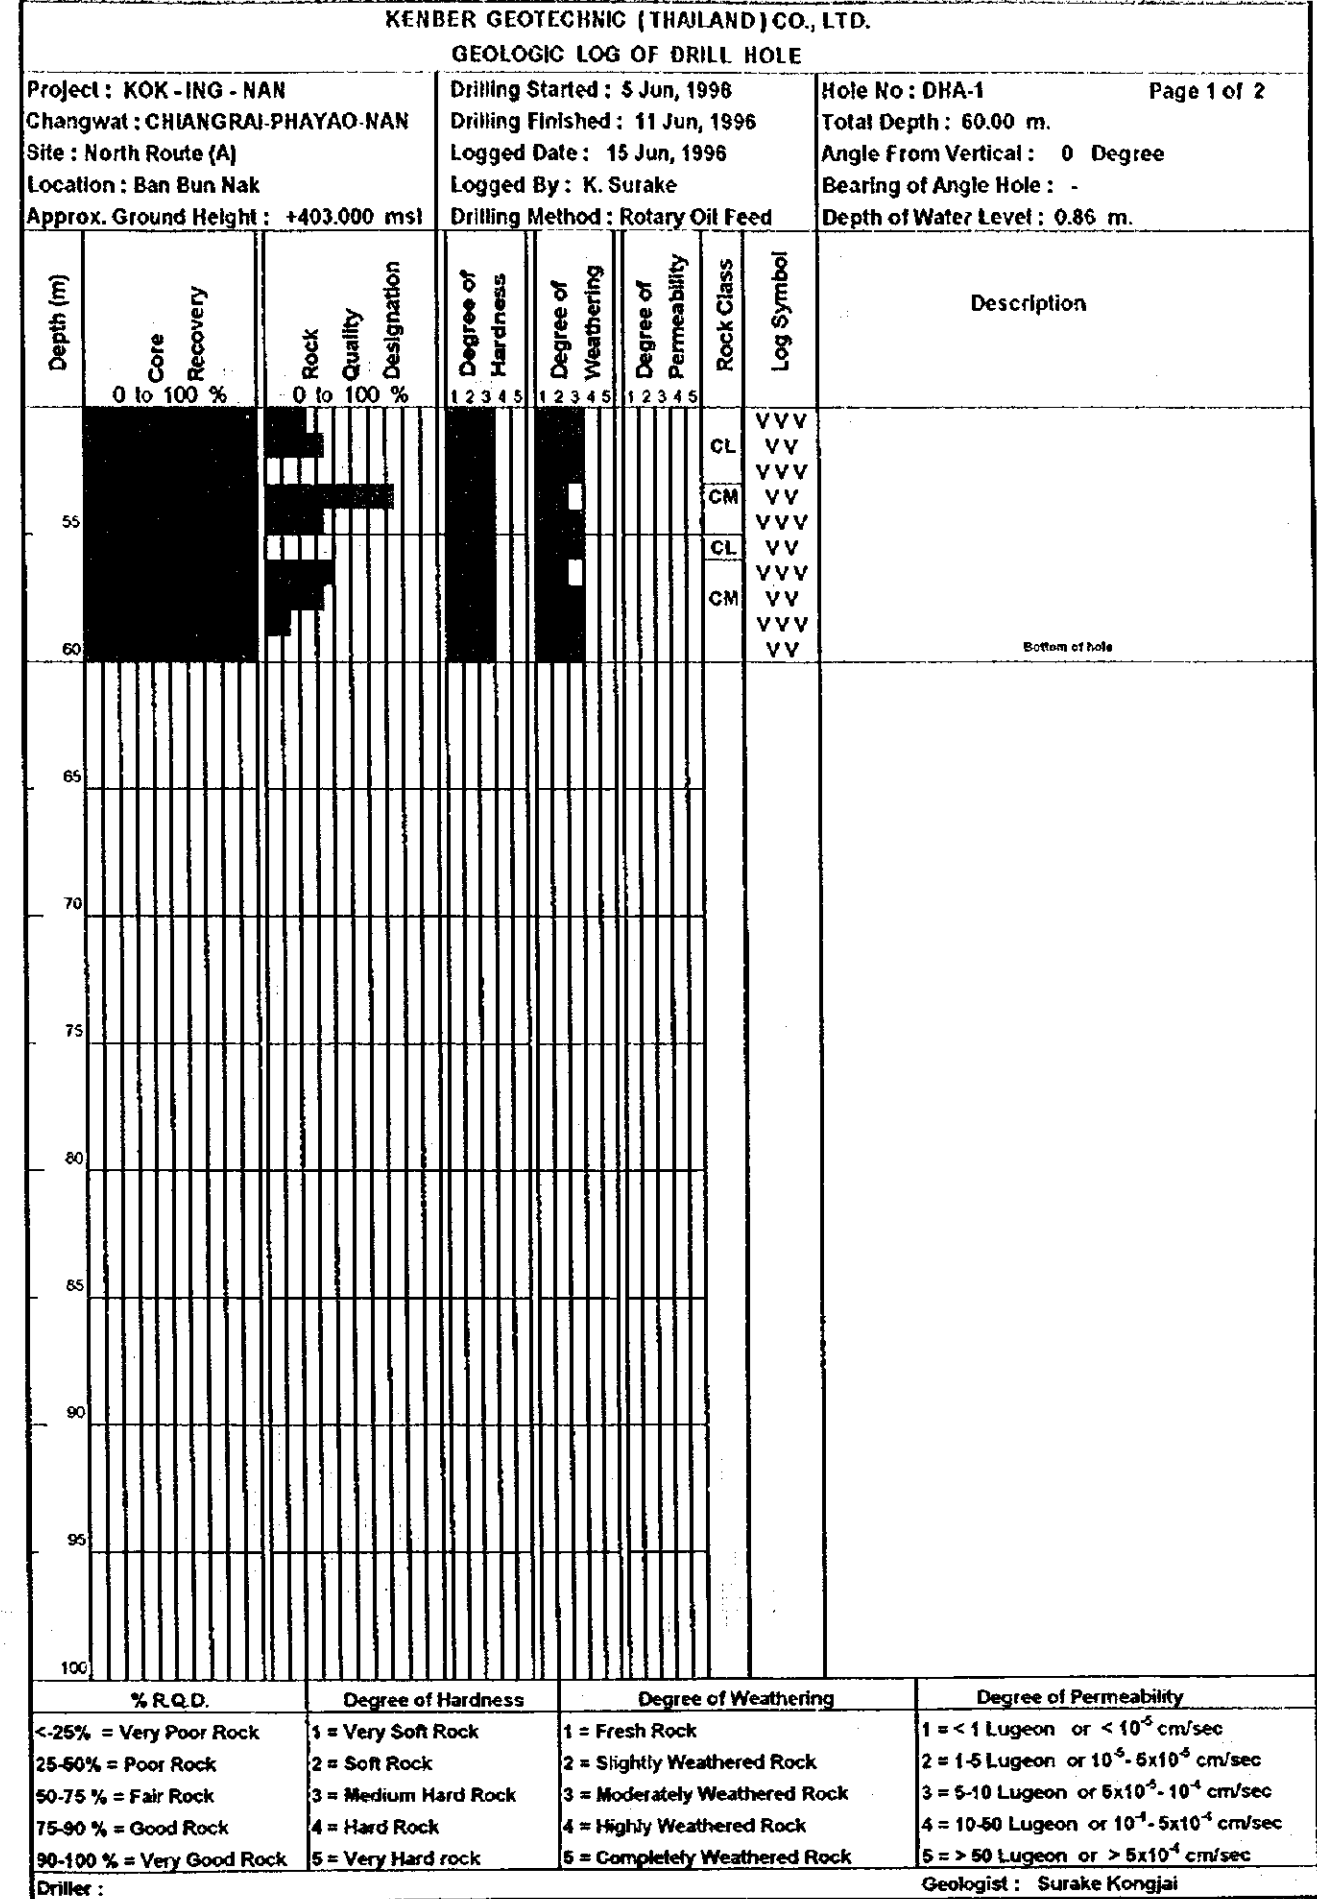 KENBER GEOTECHNIC (THAILAND) CO., LTD.
GEOLOGIC LOG OF DRILL HOLE
Project : KOK - ING - NAN
Changwat : CHIANGRAI-PHAYAO-NAN
Site : North Route (A)
Location : Ban Bun Nak
Approx. Ground Height : +403.000 msl
Drilling Started : 5 Jun, 1996
Drilling Finished : 11 Jun, 1996
Logged Date : 15 Jun, 1996
Logged By : K. Surake
Drilling Method : Rotary Oil Feed
Hole No : DHA-1 Page 1 of 2
Total Depth : 60.00 m.
Angle From Vertical : 0 Degree
Bearing of Angle Hole : -
Depth of Water Level : 0.86 m.
Depth (m)
Core Recovery
0 to 100 %
Rock Quality Designation
0 to 100 %
Degree of Hardness
1 2 3 4 5
Degree of Weathering
1 2 3 4 5
Degree of Permeability
1 2 3 4 5
Rock Class
Log Symbol
Description
V V V
CL V V
V V V
CM V V
55 V V V
CL V V
V V V
CM V V
V V V
60 V V Bottom of hole
65
70
75
80
85
90
95
100
% R.Q.D.
<-25% = Very Poor Rock
25-50% = Poor Rock
50-75 % = Fair Rock
75-90 % = Good Rock
90-100 % = Very Good Rock
Degree of Hardness
1 = Very Soft Rock
2 = Soft Rock
3 = Medium Hard Rock
4 = Hard Rock
5 = Very Hard rock
Degree of Weathering
1 = Fresh Rock
2 = Slightly Weathered Rock
3 = Moderately Weathered Rock
4 = Highly Weathered Rock
5 = Completely Weathered Rock
Degree of Permeability
1 = < 1 Lugeon or < 10⁻⁵ cm/sec
2 = 1-5 Lugeon or 10⁻⁵- 5x10⁻⁵ cm/sec
3 = 5-10 Lugeon or 5x10⁻⁵- 10⁻⁴ cm/sec
4 = 10-50 Lugeon or 10⁻⁴- 5x10⁻⁴ cm/sec
5 = > 50 Lugeon or > 5x10⁻⁴ cm/sec
Driller :
Geologist : Surake Kongjai